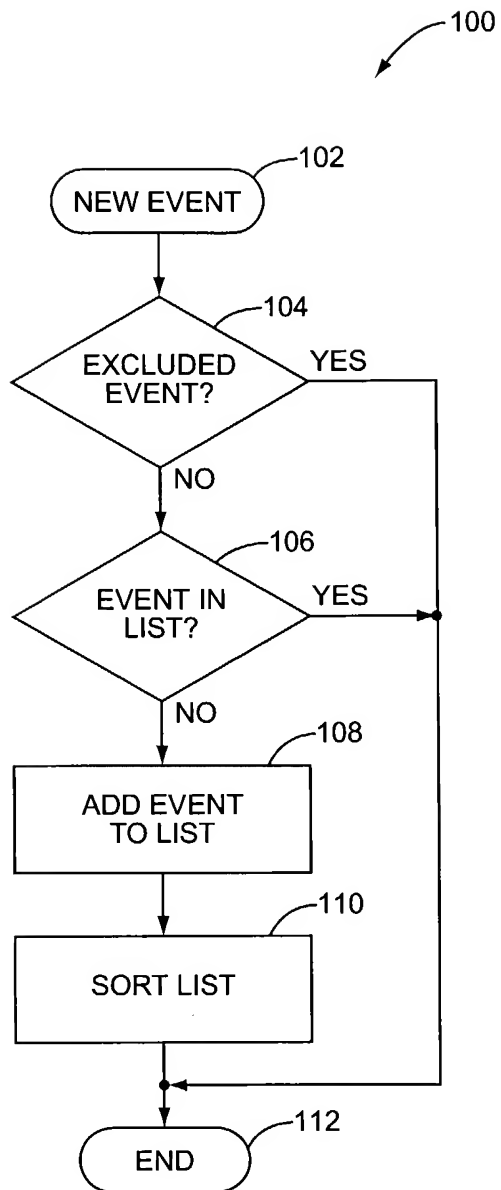 100
102
NEW EVENT
104
EXCLUDED
EVENT?
YES
NO
106
EVENT IN
LIST?
YES
NO
108
ADD EVENT
TO LIST
110
SORT LIST
112
END